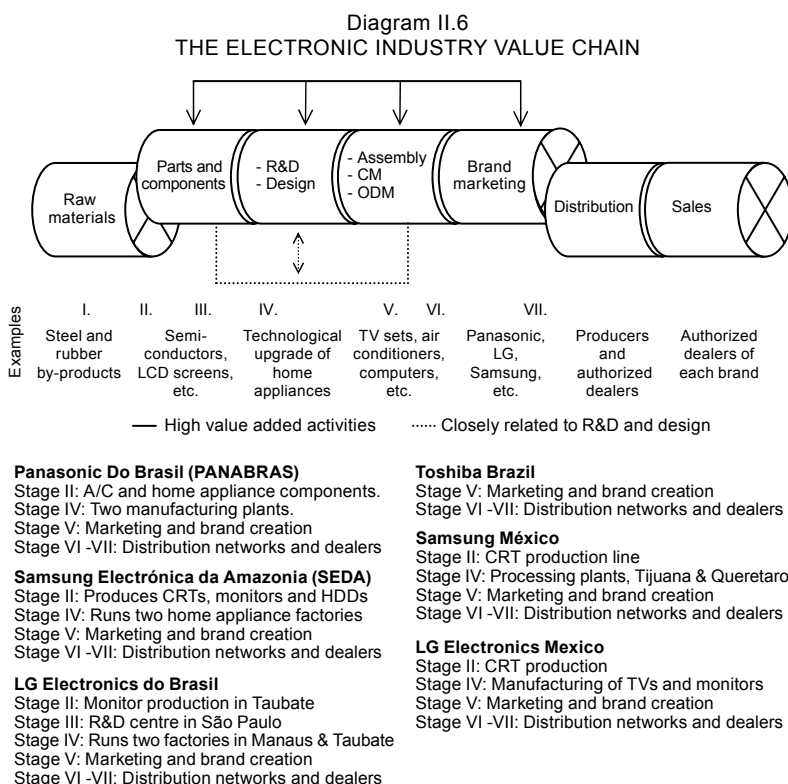 Diagram II.6
THE ELECTRONIC INDUSTRY VALUE CHAIN
Raw
materials
Parts and
components
- R&D
- Design
- Assembly
- CM
- ODM
Brand
marketing
Distribution
Sales
Examples
I. II. III. IV. V. VI. VII.
Steel and
rubber
by-products
Semi-
conductors,
LCD screens,
etc.
Technological
upgrade of
home
appliances
TV sets, air
conditioners,
computers,
etc.
Panasonic,
LG,
Samsung,
etc.
Producers
and
authorized
dealers
Authorized
dealers of
each brand
High value added activities
Closely related to R&D and design
Panasonic Do Brasil (PANABRAS)
Stage II: A/C and home appliance components.
Stage IV: Two manufacturing plants.
Stage V: Marketing and brand creation
Stage VI -VII: Distribution networks and dealers
Samsung Electrónica da Amazonia (SEDA)
Stage II: Produces CRTs, monitors and HDDs
Stage IV: Runs two home appliance factories
Stage V: Marketing and brand creation
Stage VI -VII: Distribution networks and dealers
LG Electronics do Brasil
Stage II: Monitor production in Taubate
Stage III: R&D centre in São Paulo
Stage IV: Runs two factories in Manaus & Taubate
Stage V: Marketing and brand creation
Stage VI -VII: Distribution networks and dealers
Toshiba Brazil
Stage V: Marketing and brand creation
Stage VI -VII: Distribution networks and dealers
Samsung México
Stage II: CRT production line
Stage IV: Processing plants, Tijuana & Queretaro
Stage V: Marketing and brand creation
Stage VI -VII: Distribution networks and dealers
LG Electronics Mexico
Stage II: CRT production
Stage IV: Manufacturing of TVs and monitors
Stage V: Marketing and brand creation
Stage VI -VII: Distribution networks and dealers